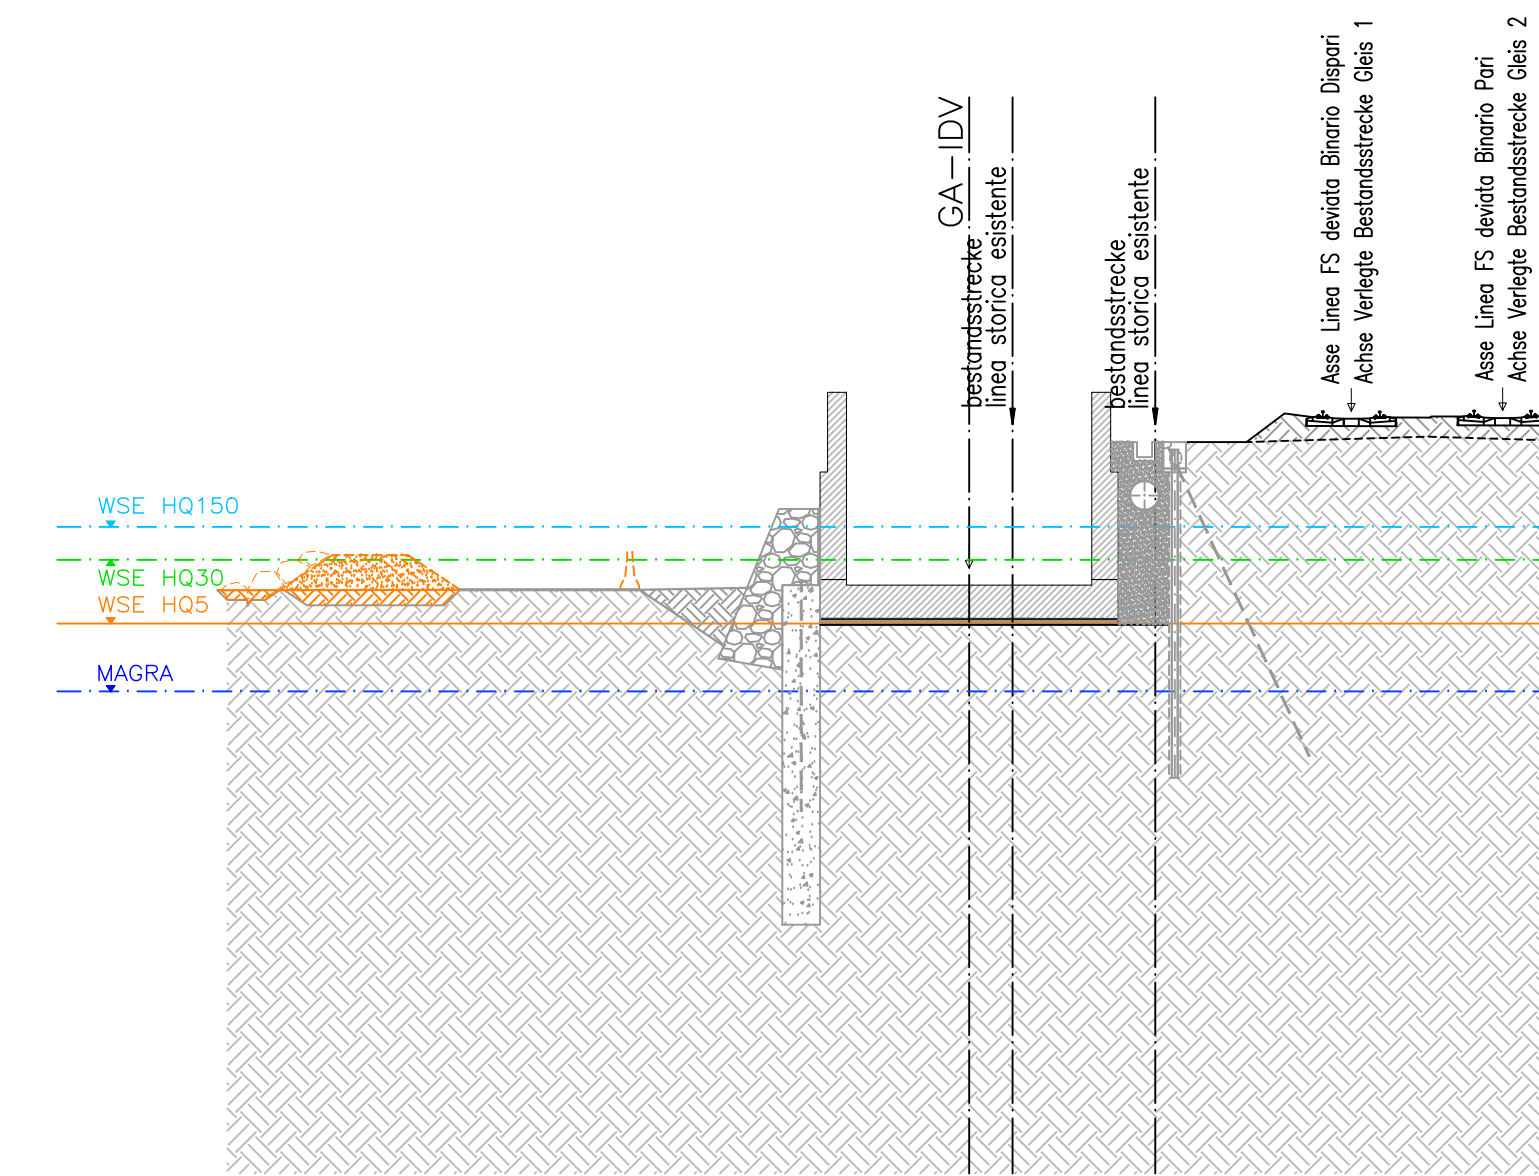 Asse Linea FS deviata Binario Dispari
Achse Verlegte Bestandsstrecke Gleis 1
Asse Linea FS deviata Binario Pari
Achse Verlegte Bestandsstrecke Gleis 2
GA-IDV
bestandsstrecke
linea storica esistente
bestandsstrecke
linea storica esistente
WSE HQ150
WSE HQ30
WSE HQ5
MAGRA